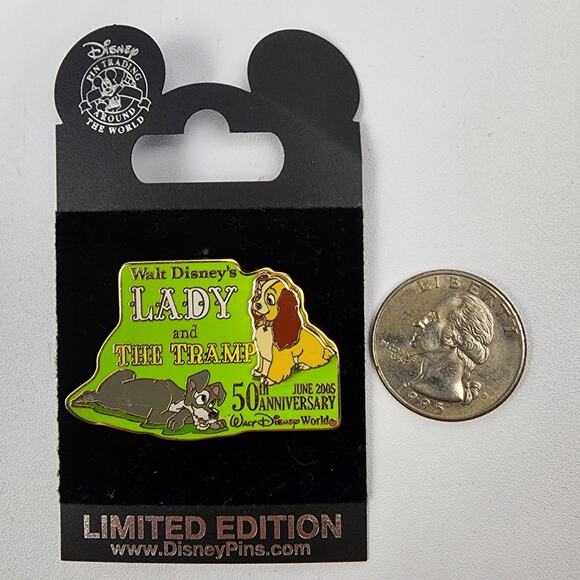 Disney
PIN TRADING
AROUND
THE WORLD
Walt Disney's
LADY
and
THE TRAMP
JUNE 2005
50th ANNIVERSARY
Walt Disney World
LIMITED EDITION
www.DisneyPins.com
LIBERTY
1995